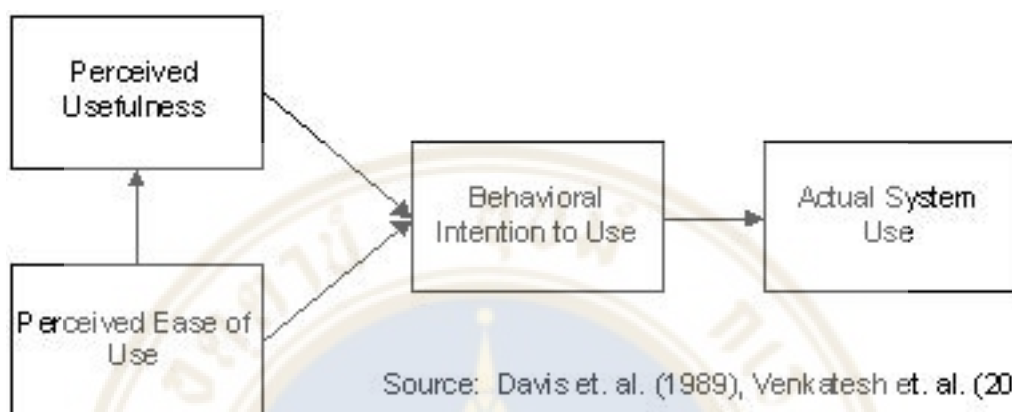 Perceived
Usefulness
Behavioral
Intention to Use
Actual System
Use
Perceived Ease of
Use
Source: Davis et. al. (1989), Venkatesh et. al. (20